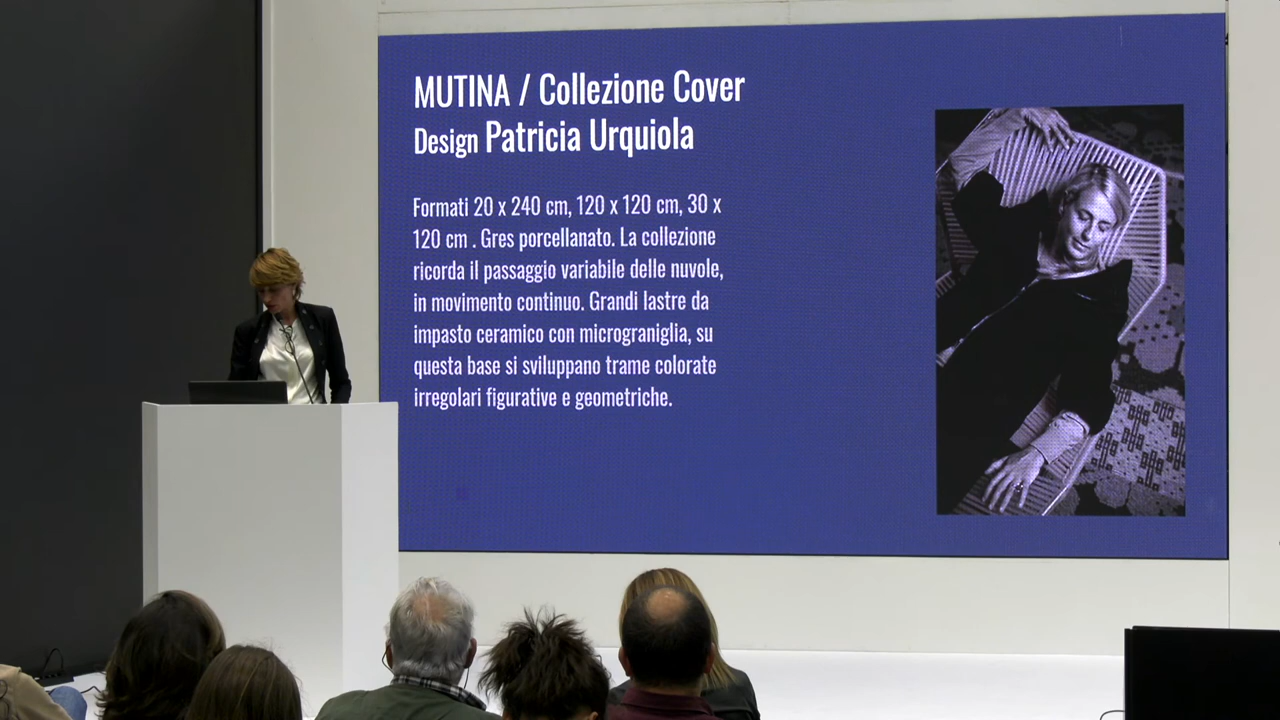 MUTINA / Collezione Cover
Design Patricia Urquiola
Formati 20 x 240 cm, 120 x 120 cm, 30 x
120 cm . Gres porcellanato. La collezione
ricorda il passaggio variabile delle nuvole,
in movimento continuo. Grandi lastre da
impasto ceramico con micrograniglia, su
questa base si sviluppano trame colorate
irregolari figurative e geometriche.